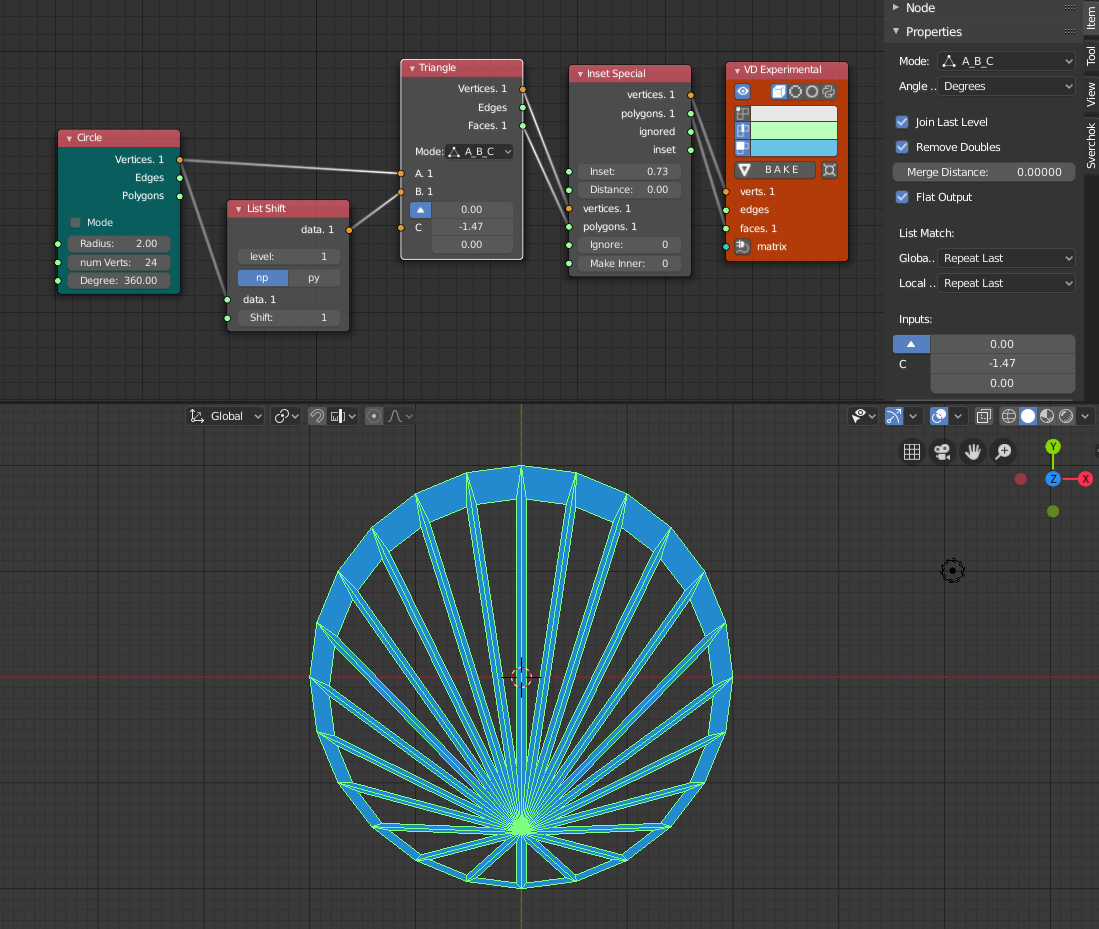 Circle
Vertices. 1
Edges
Polygons
Mode
Radius: 2.00
num Verts: 24
Degree: 360.00
List Shift
data. 1
level: 1
np py
data. 1
Shift: 1
Triangle
Vertices. 1
Edges
Faces. 1
Mode: A_B_C
A. 1
B. 1
0.00
C -1.47
0.00
Inset Special
vertices. 1
polygons. 1
ignored
inset
Inset: 0.73
Distance: 0.00
vertices. 1
polygons. 1
Ignore: 0
Make Inner: 0
VD Experimental
BAKE
verts. 1
edges
faces. 1
matrix
Node
Properties
Mode: A_B_C
Angle .. Degrees
Join Last Level
Remove Doubles
Merge Distance: 0.00000
Flat Output
List Match:
Globa.. Repeat Last
Local .. Repeat Last
Inputs:
0.00
C -1.47
0.00
Item
Tool
View
Sverchok
Global
Y
Z
X